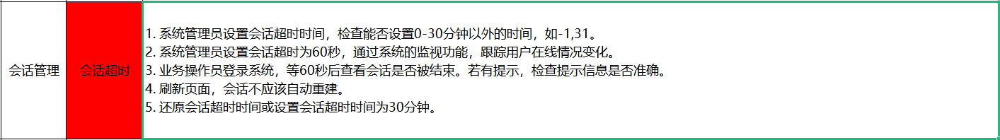 会话管理
会话超时
1. 系统管理员设置会话超时时间，检查能否设置0-30分钟以外的时间，如-1,31。
2. 系统管理员设置会话超时为60秒，通过系统的监视功能，跟踪用户在线情况变化。
3. 业务操作员登录系统，等60秒后查看会话是否被结束。若有提示，检查提示信息是否准确。
4. 刷新页面，会话不应该自动重建。
5. 还原会话超时时间或设置会话超时时间为30分钟。